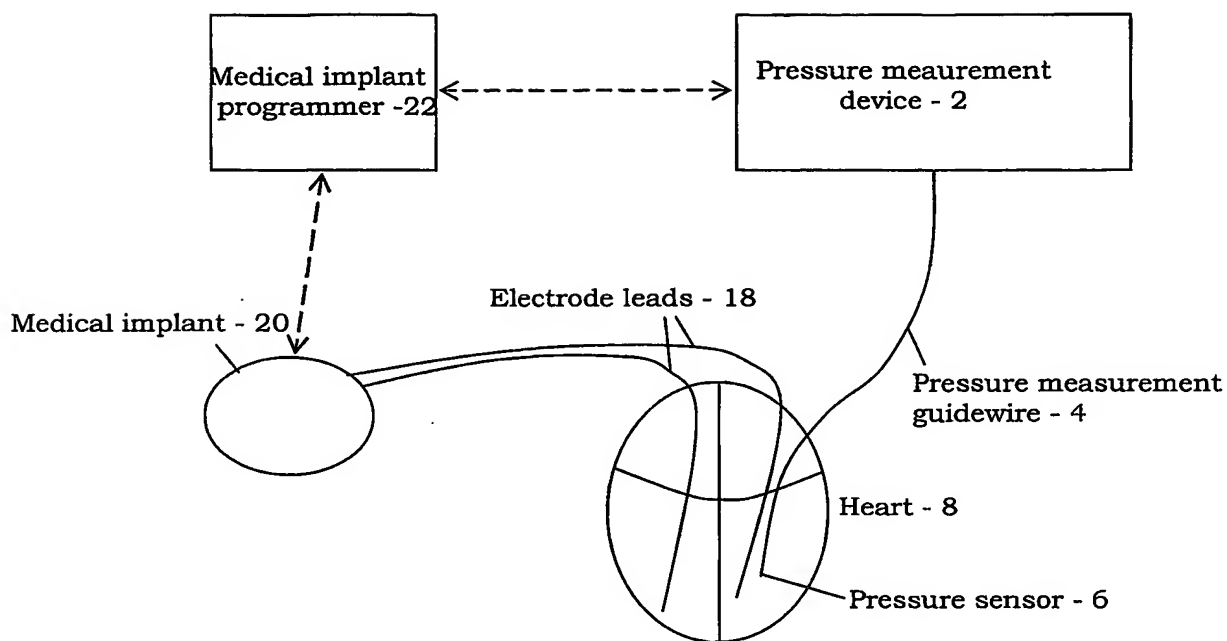 Medical implant
programmer -22
Pressure meaurement
device - 2
Electrode leads - 18
Medical implant - 20
Pressure measurement
guidewire - 4
Heart - 8
Pressure sensor - 6